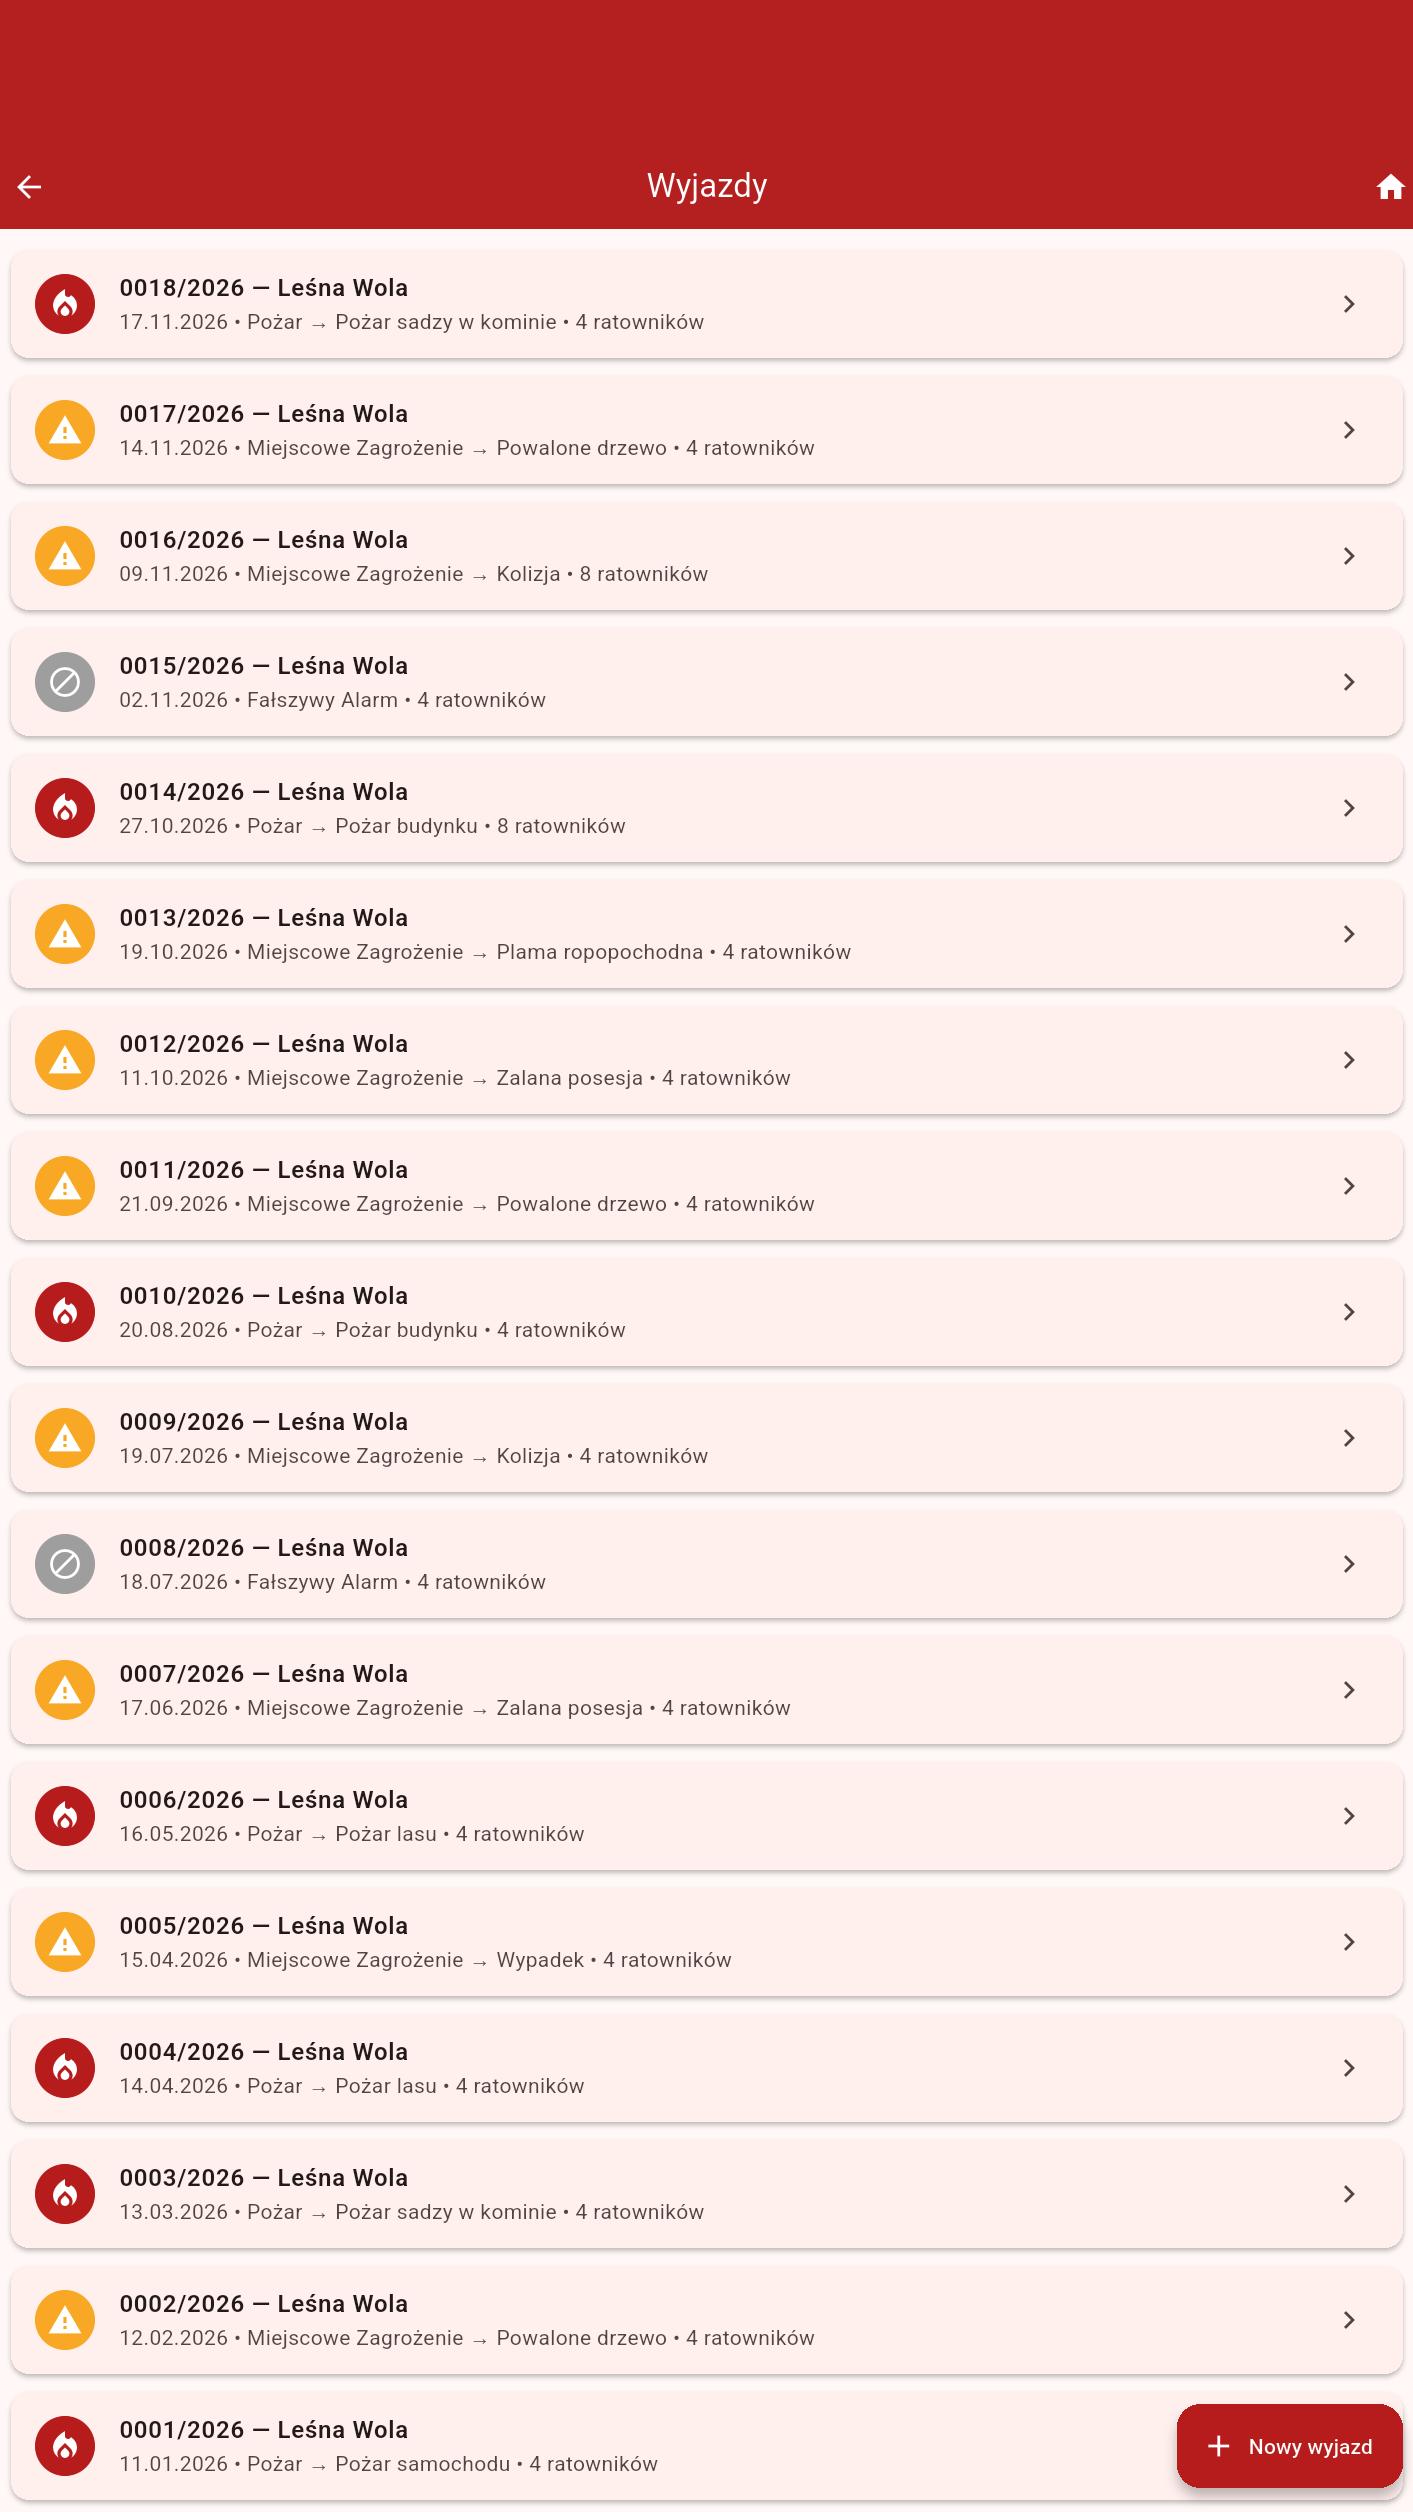 Wyjazdy
0018/2026 — Leśna Wola
17.11.2026 • Pożar → Pożar sadzy w kominie • 4 ratowników
0017/2026 — Leśna Wola
14.11.2026 • Miejscowe Zagrożenie → Powalone drzewo • 4 ratowników
0016/2026 — Leśna Wola
09.11.2026 • Miejscowe Zagrożenie → Kolizja • 8 ratowników
0015/2026 — Leśna Wola
02.11.2026 • Fałszywy Alarm • 4 ratowników
0014/2026 — Leśna Wola
27.10.2026 • Pożar → Pożar budynku • 8 ratowników
0013/2026 — Leśna Wola
19.10.2026 • Miejscowe Zagrożenie → Plama ropopochodna • 4 ratowników
0012/2026 — Leśna Wola
11.10.2026 • Miejscowe Zagrożenie → Zalana posesja • 4 ratowników
0011/2026 — Leśna Wola
21.09.2026 • Miejscowe Zagrożenie → Powalone drzewo • 4 ratowników
0010/2026 — Leśna Wola
20.08.2026 • Pożar → Pożar budynku • 4 ratowników
0009/2026 — Leśna Wola
19.07.2026 • Miejscowe Zagrożenie → Kolizja • 4 ratowników
0008/2026 — Leśna Wola
18.07.2026 • Fałszywy Alarm • 4 ratowników
0007/2026 — Leśna Wola
17.06.2026 • Miejscowe Zagrożenie → Zalana posesja • 4 ratowników
0006/2026 — Leśna Wola
16.05.2026 • Pożar → Pożar lasu • 4 ratowników
0005/2026 — Leśna Wola
15.04.2026 • Miejscowe Zagrożenie → Wypadek • 4 ratowników
0004/2026 — Leśna Wola
14.04.2026 • Pożar → Pożar lasu • 4 ratowników
0003/2026 — Leśna Wola
13.03.2026 • Pożar → Pożar sadzy w kominie • 4 ratowników
0002/2026 — Leśna Wola
12.02.2026 • Miejscowe Zagrożenie → Powalone drzewo • 4 ratowników
0001/2026 — Leśna Wola
11.01.2026 • Pożar → Pożar samochodu • 4 ratowników
Nowy wyjazd